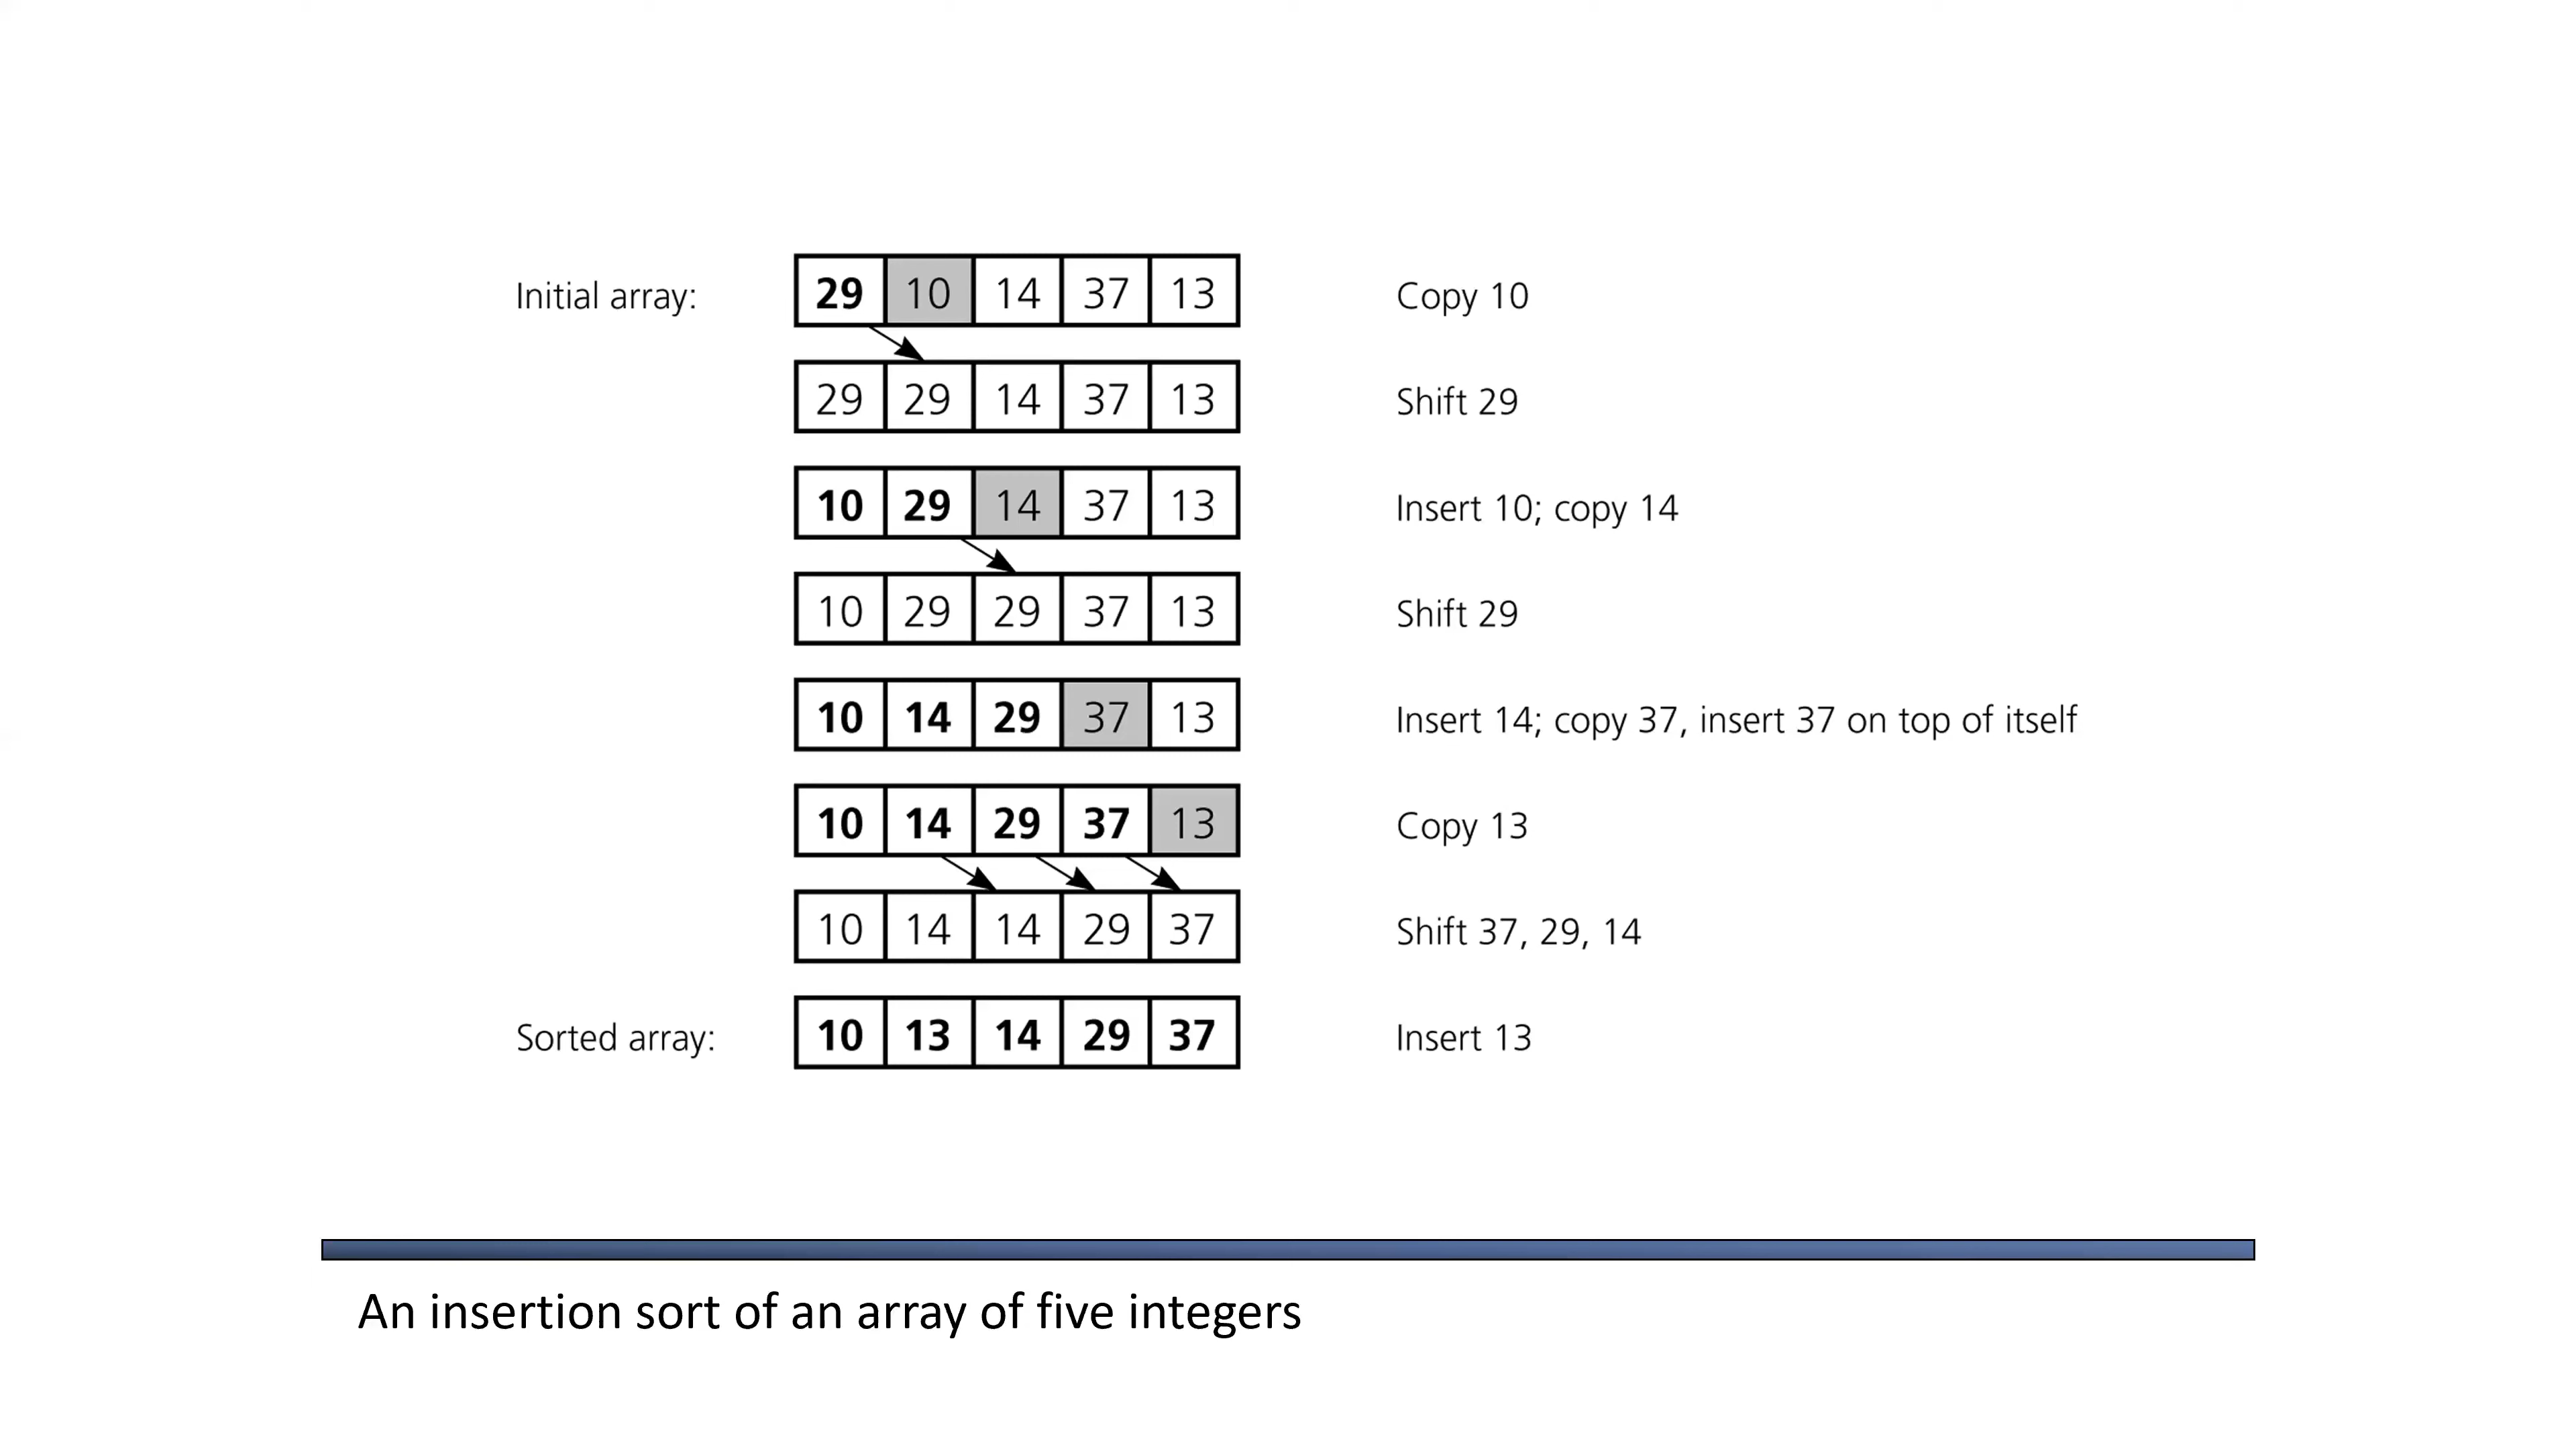 Initial array: 29 10 14 37 13 Copy 10
29 29 14 37 13 Shift 29
10 29 14 37 13 Insert 10; copy 14
10 29 29 37 13 Shift 29
10 14 29 37 13 Insert 14; copy 37, insert 37 on top of itself
10 14 29 37 13 Copy 13
10 14 14 29 37 Shift 37, 29, 14
Sorted array: 10 13 14 29 37 Insert 13
An insertion sort of an array of five integers